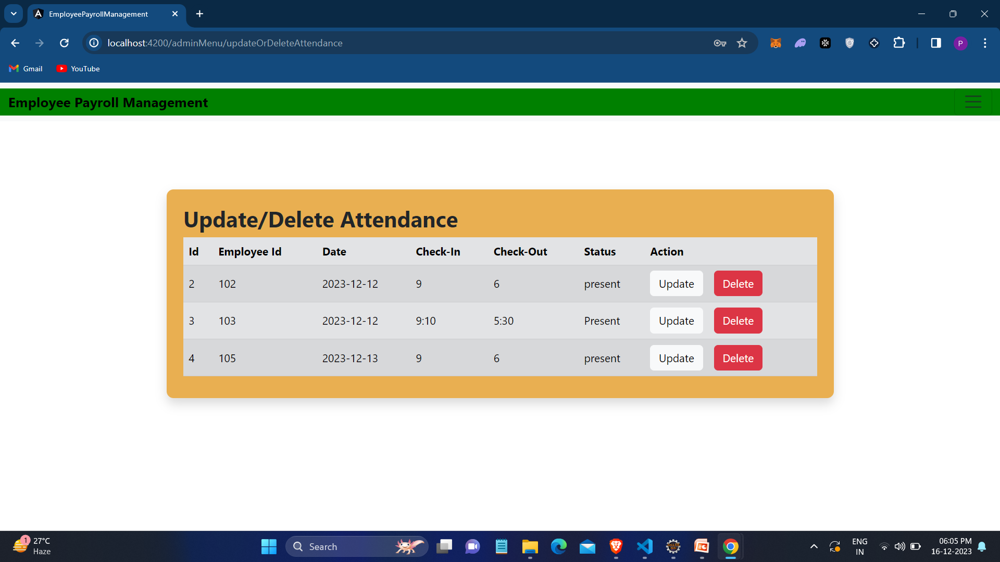 EmployeePayrollManagement
localhost:4200/adminMenu/updateOrDeleteAttendance
P
Gmail YouTube
Employee Payroll Management
Update/Delete Attendance
Id Employee Id Date Check-In Check-Out Status Action
2 102 2023-12-12 9 6 present Update Delete
3 103 2023-12-12 9:10 5:30 Present Update Delete
4 105 2023-12-13 9 6 present Update Delete
1 27°C
Haze
Search
ENG
IN
06:05 PM
16-12-2023